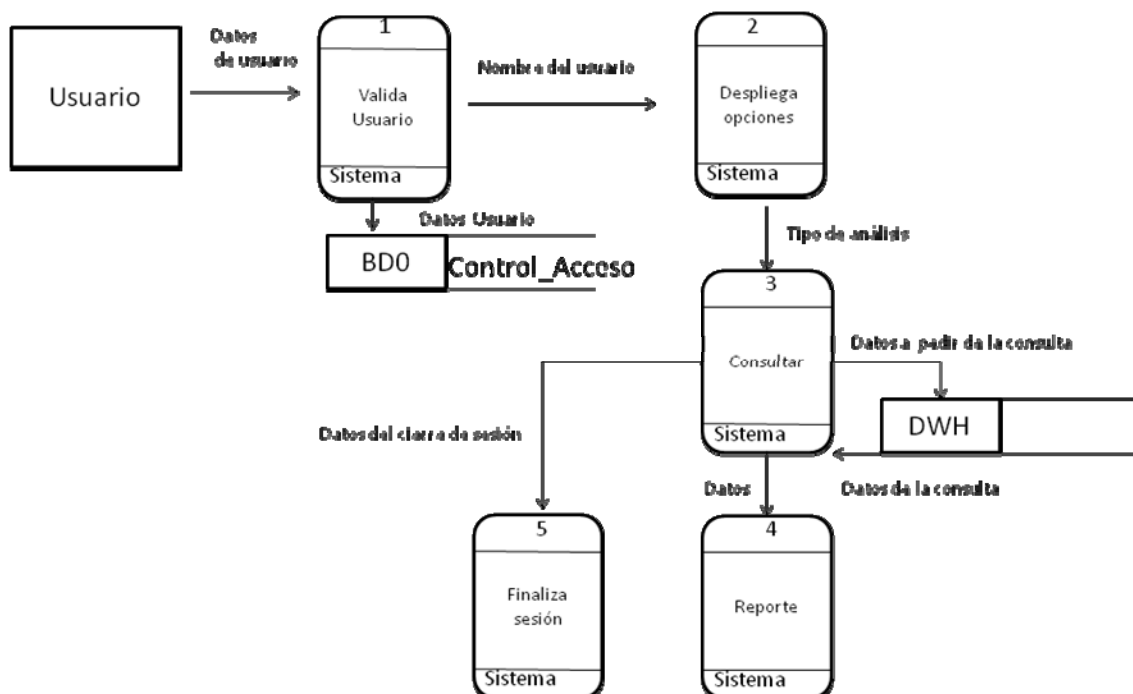 Usuario
Datos
de usuario
1
Valida
Usuario
Sistema
Nombre del usuario
2
Despliega
opciones
Sistema
Datos Usuario
BD0
Control_Acceso
Tipo de análisis
3
Consultar
Sistema
Datos a pedir de la consulta
DWH
Datos del cierre de sesión
Datos
Datos de la consulta
5
Finaliza
sesión
Sistema
4
Reporte
Sistema